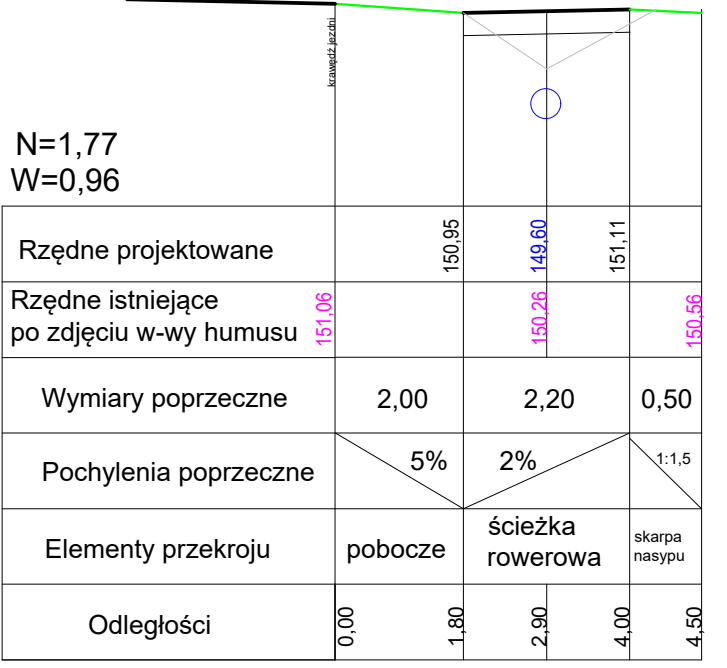 krawędź jezdni
N=1,77
W=0,96
Rzędne projektowane
150,95
149,60
151,11
Rzędne istniejące
po zdjęciu w-wy humusu
151,06
150,26
150,56
Wymiary poprzeczne
2,00
2,20
0,50
Pochylenia poprzeczne
5%
2%
1:1,5
Elementy przekroju
pobocze
ścieżka
rowerowa
skarpa
nasypu
Odległości
0,00
1,80
2,90
4,00
4,50